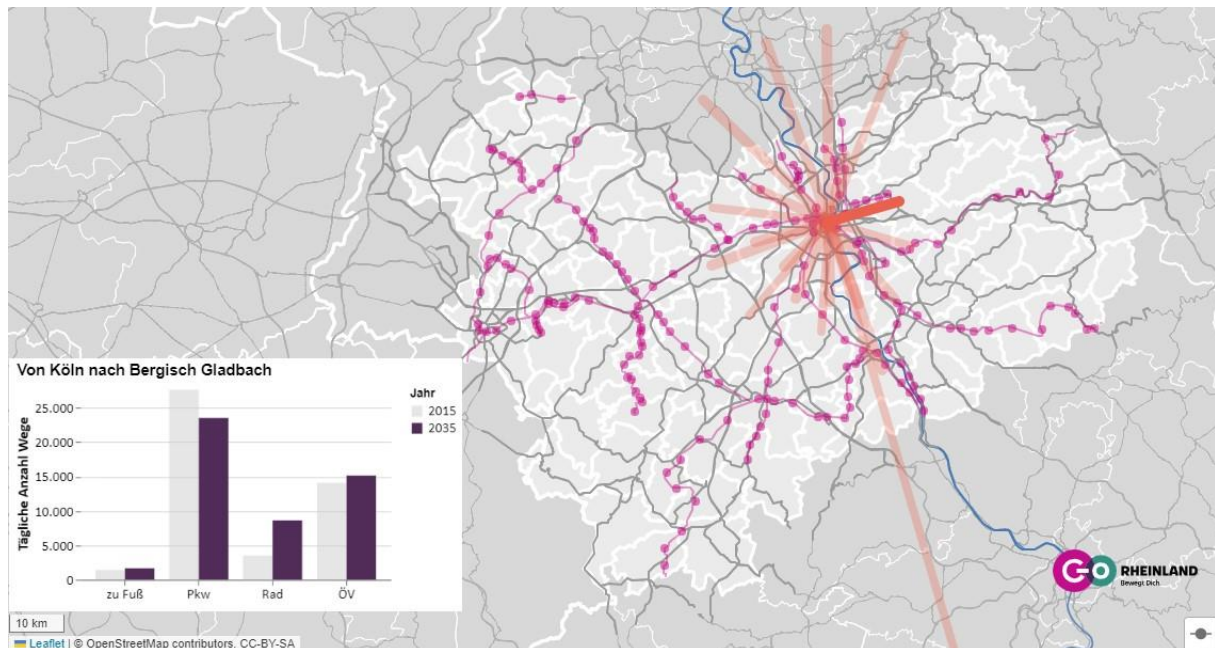 Von Köln nach Bergisch Gladbach
Tägliche Anzahl Wege
25.000
20.000
15.000
10.000
5.000
0
zu Fuß Pkw Rad ÖV
Jahr
2015
2035
GO RHEINLAND
Bewegt Dich.
10 km
Leaflet | © OpenStreetMap contributors, CC-BY-SA